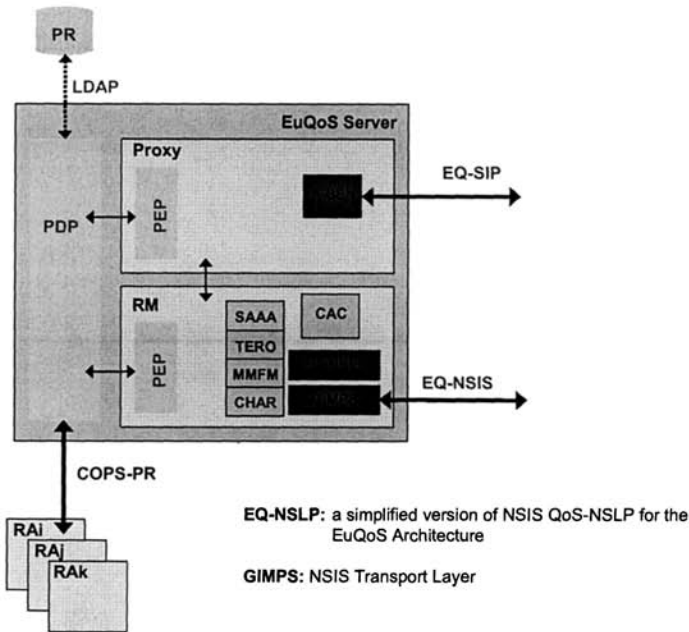 PR
LDAP
EuQoS Server
Proxy
EQ-SIP
PDP
PEP
RM
SAAA
CAC
TERO
PEP
MMFM
EQ-NSIS
CHAR
COPS-PR
RAi
RAj
RAk
EQ-NSLP: a simplified version of NSIS QoS-NSLP for the
EuQoS Architecture
GIMPS: NSIS Transport Layer